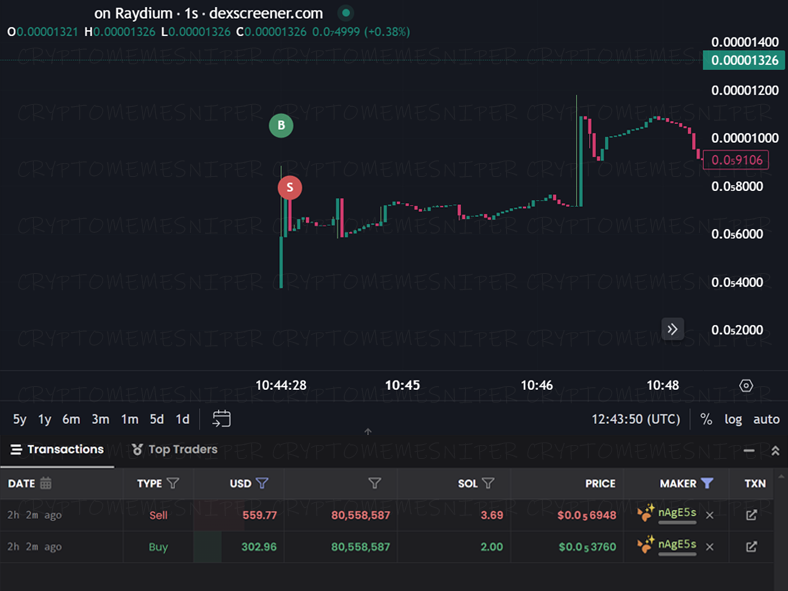 on Raydium · 1s · dexscreener.com
O0.00001321 H0.00001326 L0.00001326 C0.00001326 0.0₇4999 (+0.38%)
0.00001400
0.00001326
0.00001200
B
0.00001000
0.0₅9106
S
0.0₅8000
0.0₅6000
0.0₅4000
0.0₅2000
CRYPTOMEMESNIPER
10:44:28 10:45 10:46 10:48
5y 1y 6m 3m 1m 5d 1d 12:43:50 (UTC) % log auto
Transactions Top Traders
DATE TYPE USD SOL PRICE MAKER TXN
2h 2m ago Sell 559.77 80,558,587 3.69 $0.0₅6948 nAgE5s ×
2h 2m ago Buy 302.96 80,558,587 2.00 $0.0₅3760 nAgE5s ×